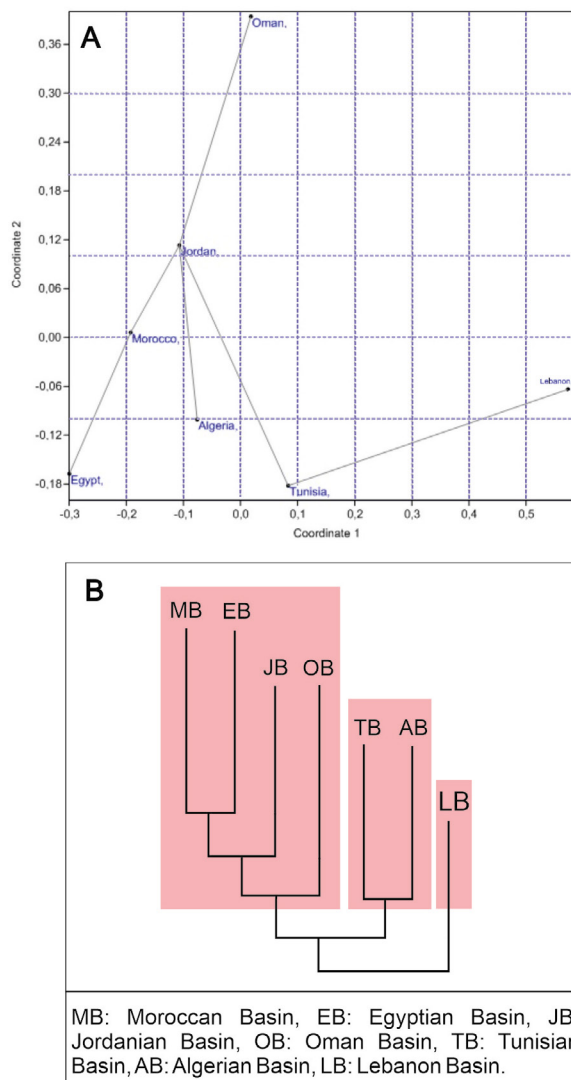 A
Coordinate 2
0,36
0,30
0,24
0,18
0,12
0,06
0,00
-0,06
-0,12
-0,18
Oman,
Jordan,
Morocco,
Lebanon
Algeria,
Egypt,
Tunisia,
-0,3 -0,2 -0,1 0,0 0,1 0,2 0,3 0,4 0,5
Coordinate 1
B
MB EB
JB OB
TB AB
LB
MB: Moroccan Basin, EB: Egyptian Basin, JB
Jordanian Basin, OB: Oman Basin, TB: Tunisian
Basin, AB: Algerian Basin, LB: Lebanon Basin.